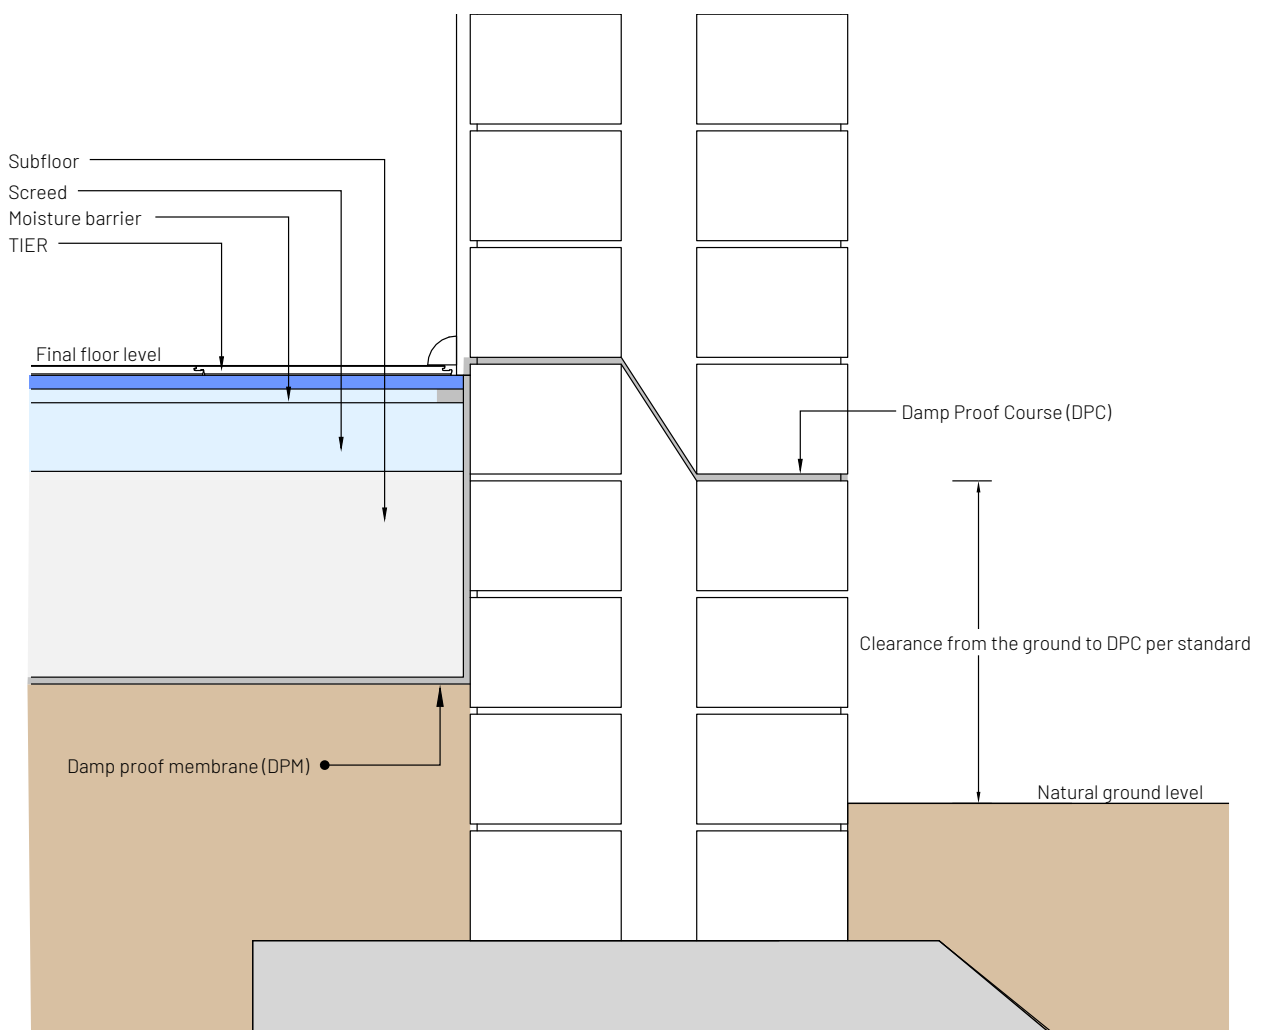 Subfloor
Screed
Moisture barrier
TIER
Final floor level
Damp Proof Course (DPC)
Clearance from the ground to DPC per standard
Damp proof membrane (DPM)
Natural ground level